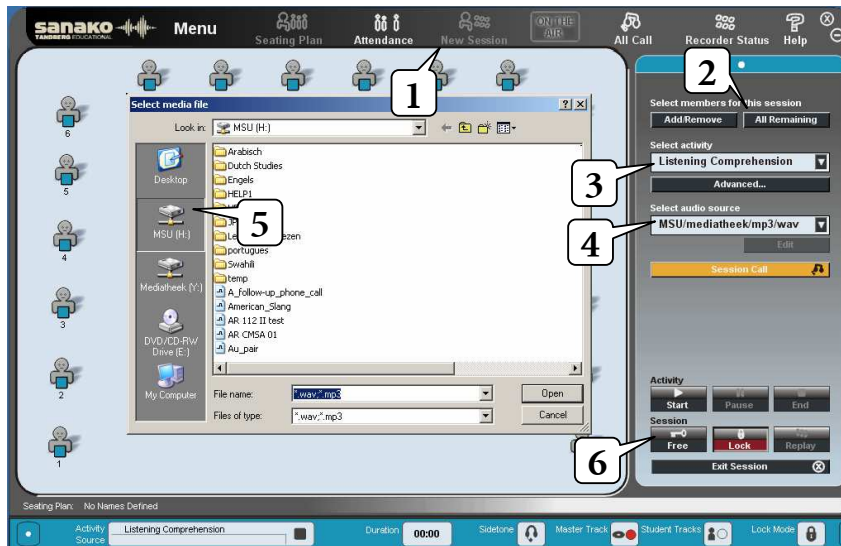 sanako
TANDBERG EDUCATIONAL
Menu
Seating Plan
Attendance
New Session
ON THE AIR
All Call
Recorder Status
Help
1
2
Select media file
Look in:
MSU (H:)
Desktop
MSU (H:)
Mediatheek (Y:)
DVD/CD-RW
Drive (E:)
My Computer
Arabisch
Dutch Studies
Engels
HELP1
portugues
Swahili
temp
A_follow-up_phone_call
American_Slang
AR 112 II test
AR CMSA 01
Au_pair
5
File name:
*.wav;*.mp3
Open
Files of type:
*.wav;*.mp3
Cancel
6
5
4
3
2
1
Select members for this session
Add/Remove
All Remaining
Select activity
3
Listening Comprehension
Advanced...
Select audio source
4
MSU/mediatheek/mp3/wav
Edit
Session Call
Activity
Start
Pause
End
Session
6
Free
Lock
Replay
Exit Session
Seating Plan: No Names Defined
Activity
Listening Comprehension
Source
Duration
00:00
Sidetone
Master Track
Student Tracks
Lock Mode